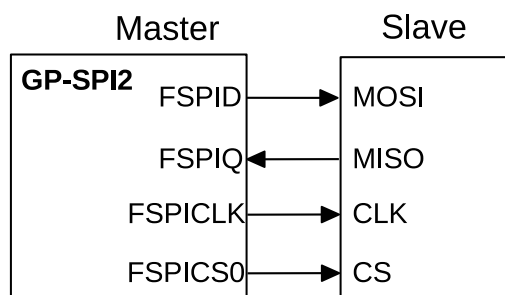 Master
Slave
GP-SPI2
FSPID
MOSI
FSPIQ
MISO
FSPICLK
CLK
FSPICS0
CS